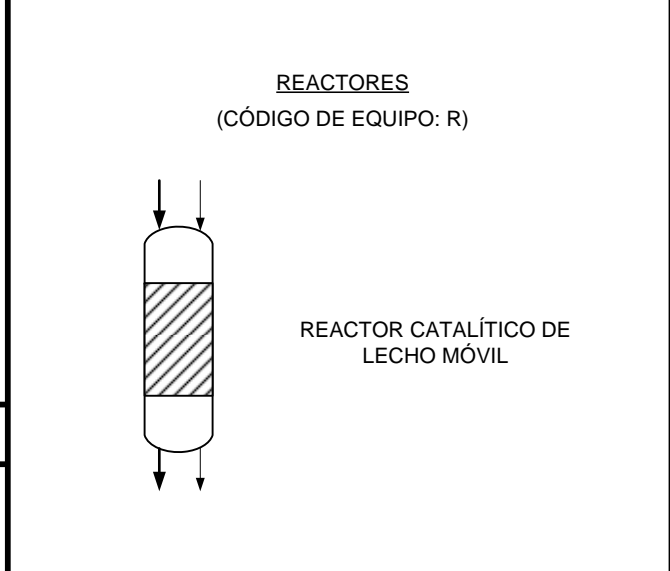 REACTORES
(CÓDIGO DE EQUIPO: R)
REACTOR CATALÍTICO DE
LECHO MÓVIL